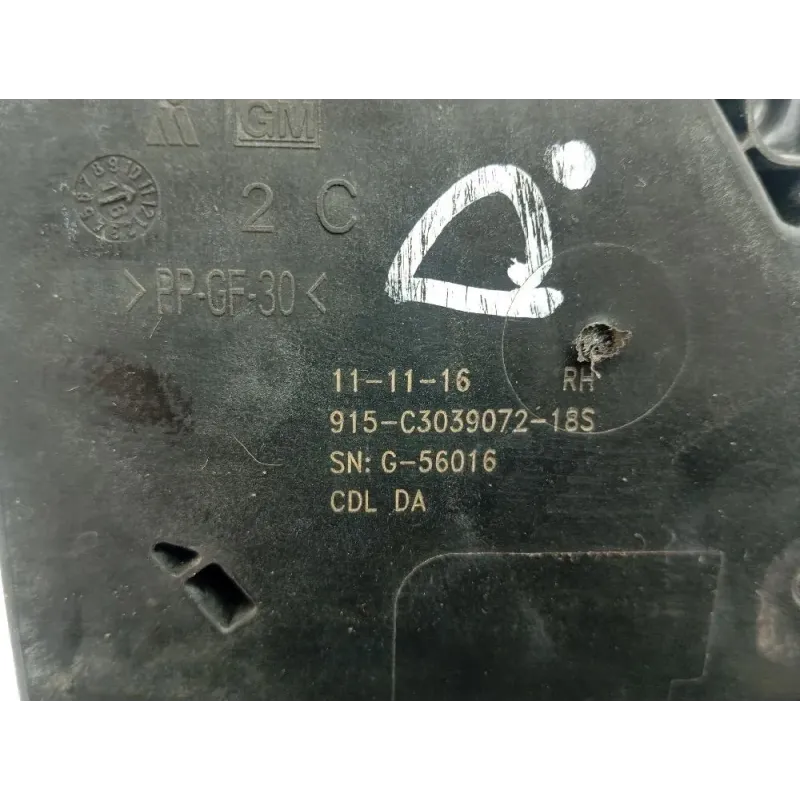 GM
2 C
>PP-GF-30<
11-11-16 RH
915-C3039072-18S
SN: G-56016
CDL DA